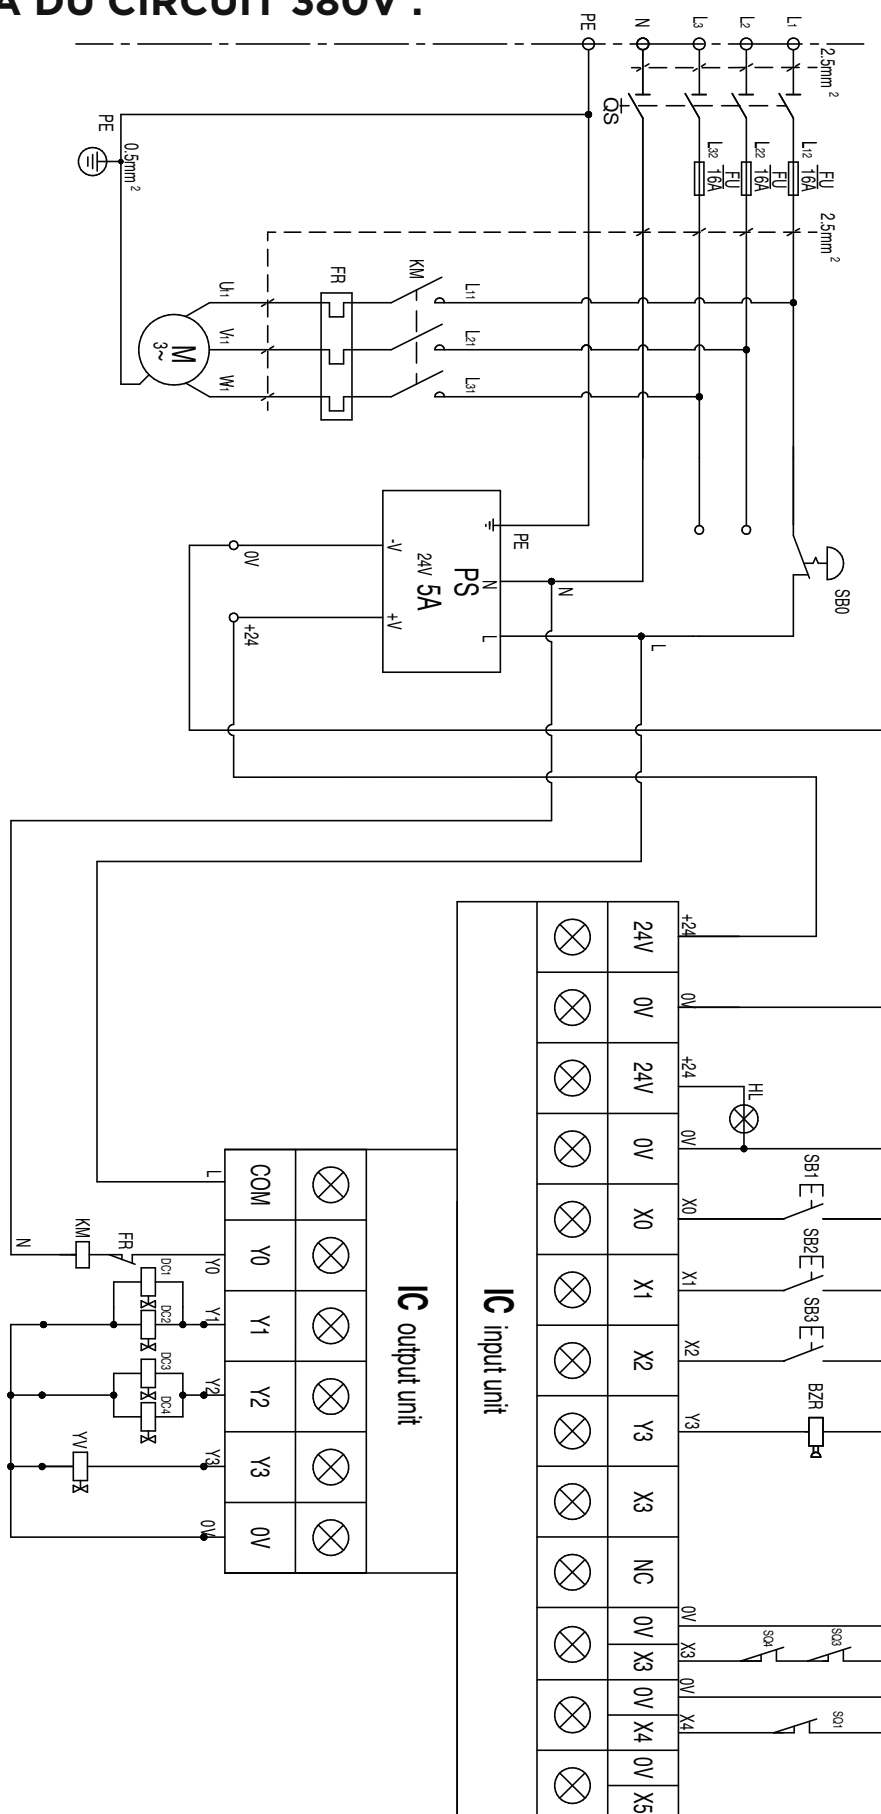 A DU CIRCUIT 380V :
PE
N
L3
L2
L1
2.5mm²
QS
PE
0.5mm²
L32
FU
16A
L22
FU
16A
L12
FU
16A
2.5mm²
U11
V11
W1
FR
KM
L11
L21
L31
M
3~
PE
-V
+V
24V 5A
PS
N
L
0V
+24
N
L
SB0
24V
+24
0V
0V
24V
+24
HL
0V
0V
X0
X0
SB1
X1
X1
SB2
X2
X2
SB3
Y3
Y3
BZR
X3
NC
0V
0V
X3
X3
SQ4
SQ3
0V
0V
X4
X4
SQ1
0V
X5
IC input unit
IC output unit
L
COM
N
KM
FR
Y0
Y0
DC1
DC2
Y1
Y1
DC3
DC4
Y2
Y2
YV
Y3
Y3
0V
0V